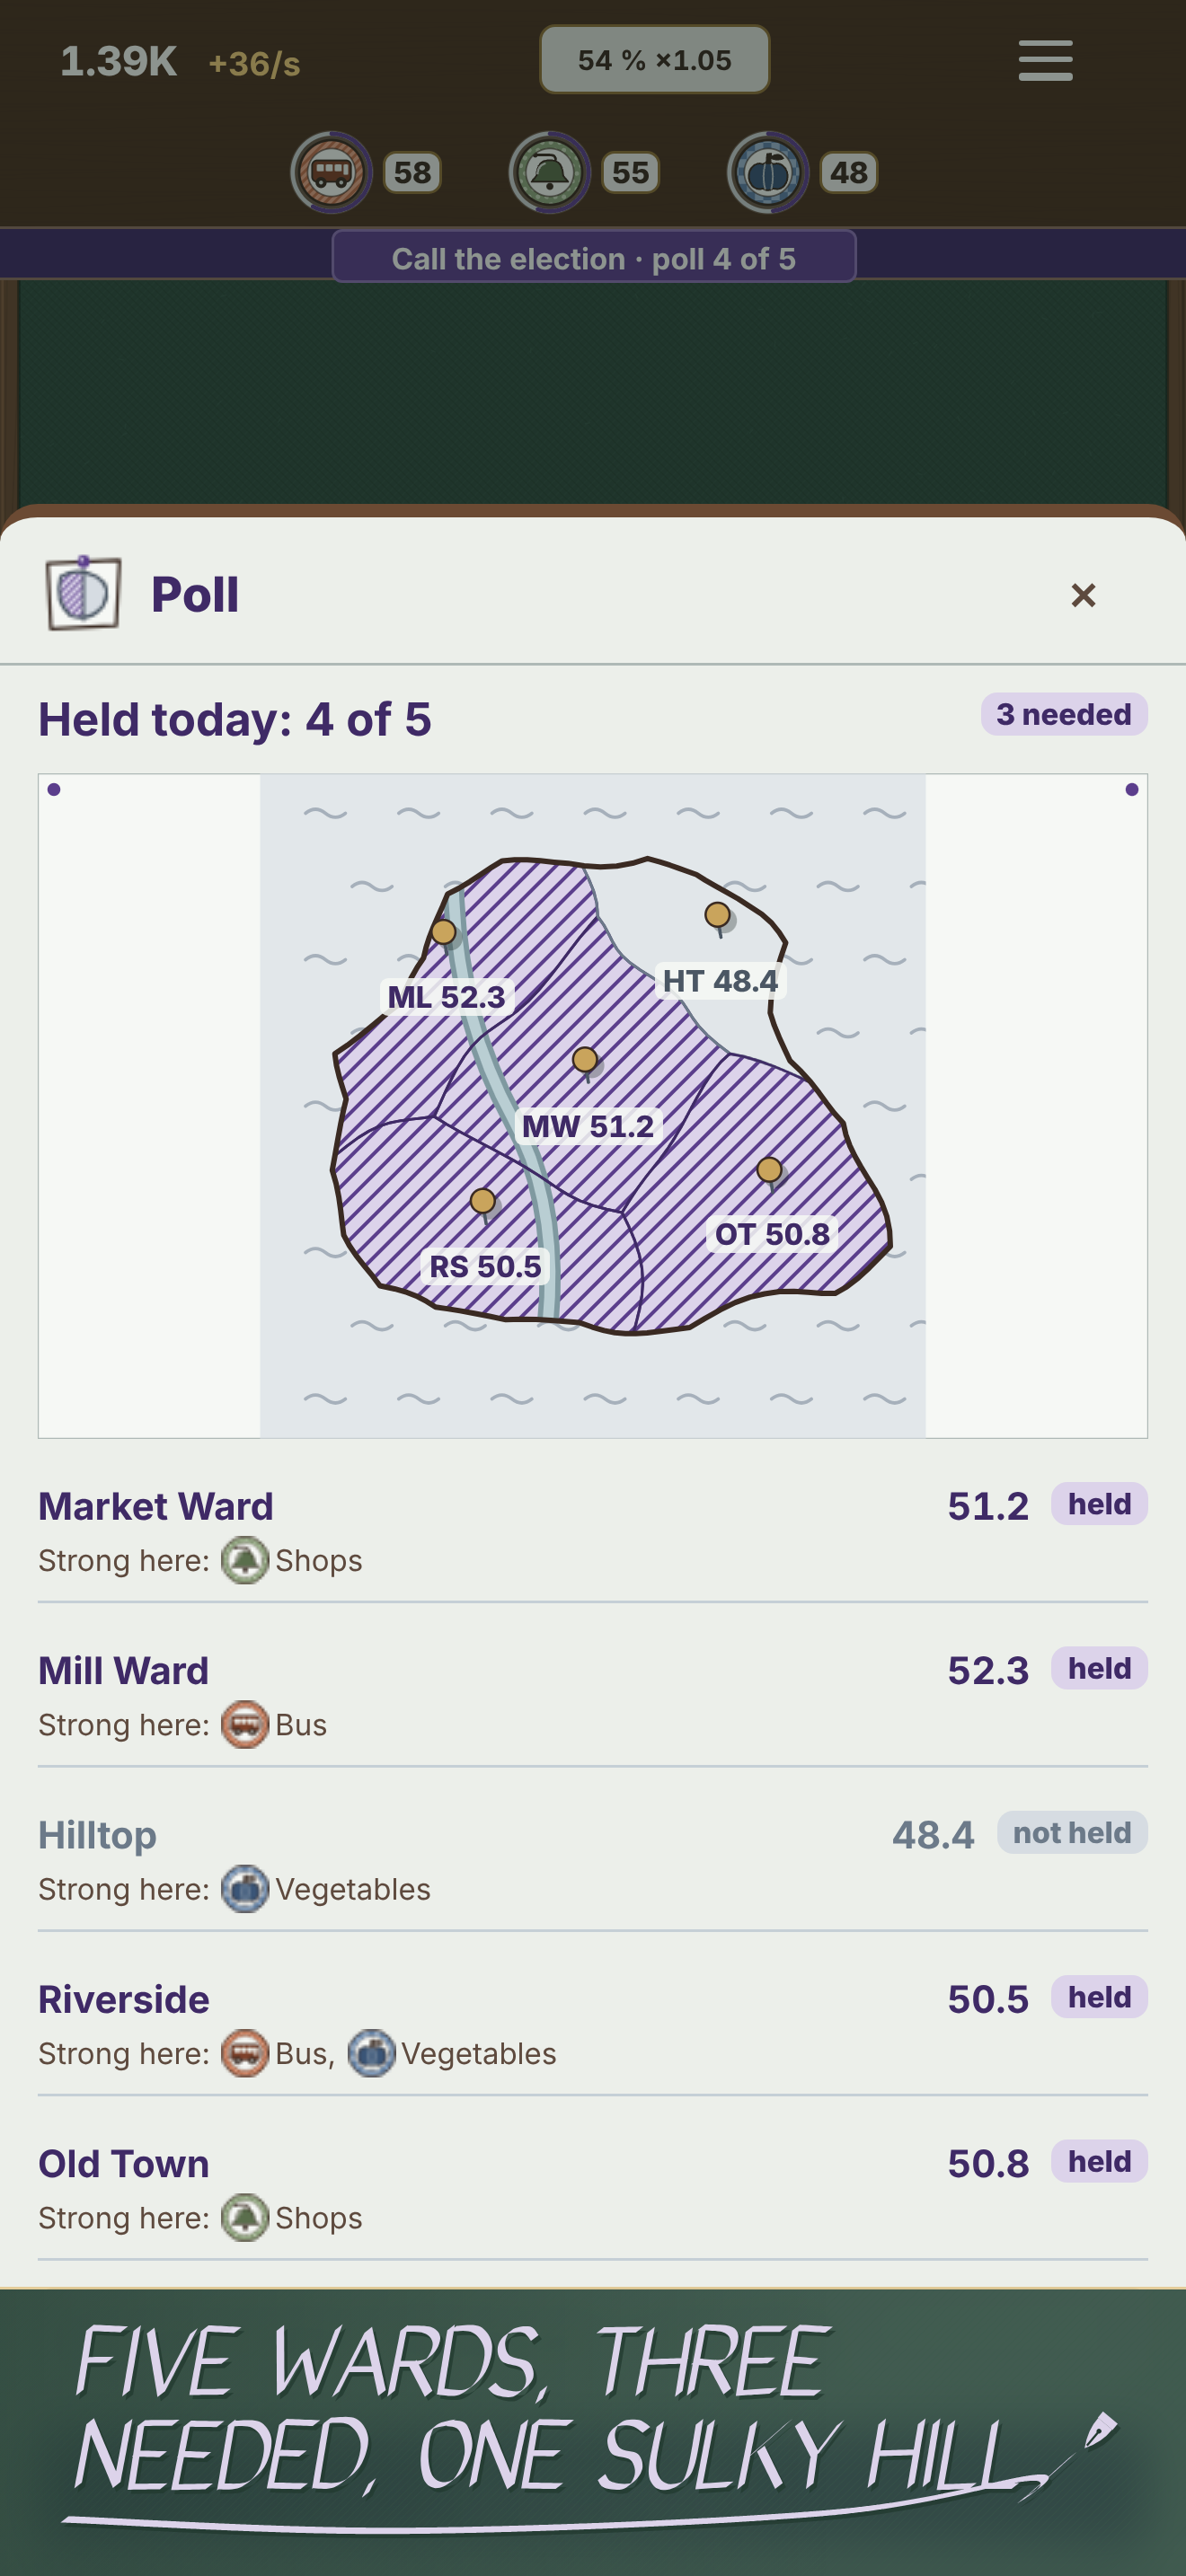 1.39K +36/s 54 % ×1.05
58 55 48
Call the election · poll 4 of 5
Poll ×
Held today: 4 of 5 3 needed
HT 48.4
ML 52.3
MW 51.2
OT 50.8
RS 50.5
Market Ward 51.2 held
Strong here: Shops
Mill Ward 52.3 held
Strong here: Bus
Hilltop 48.4 not held
Strong here: Vegetables
Riverside 50.5 held
Strong here: Bus, Vegetables
Old Town 50.8 held
Strong here: Shops
FIVE WARDS, THREE
NEEDED, ONE SULKY HILL